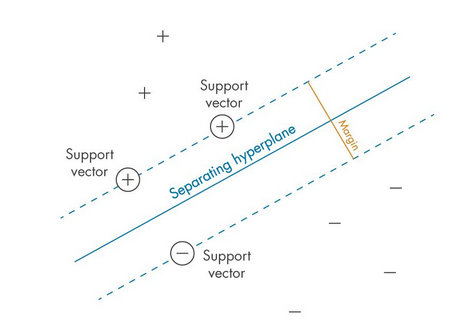 +
+
Support
vector
+
Support
vector
+
Separating hyperplane
Margin
−
−
Support
vector
−
−
−